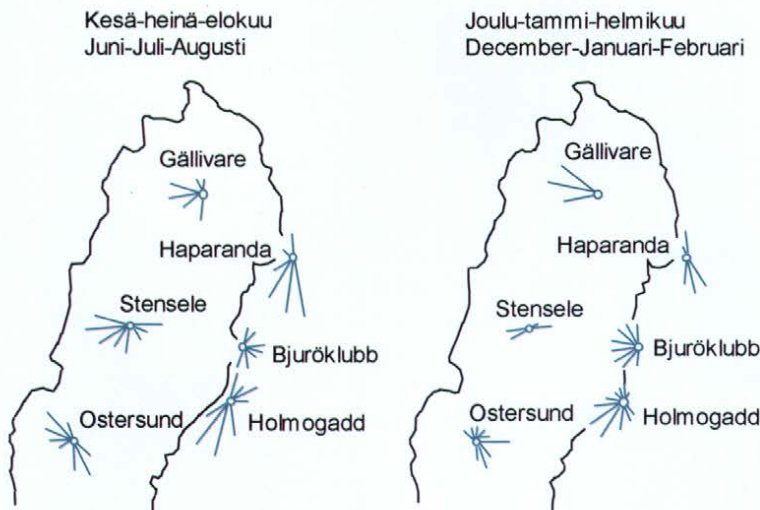 Kesä-heinä-elokuu
Juni-Juli-Augusti
Gällivare
Haparanda
Stensele
Bjuröklubb
Ostersund
Holmogadd
Joulu-tammi-helmikuu
December-Januari-Februari
Gällivare
Haparanda
Stensele
Bjuröklubb
Ostersund
Holmogadd